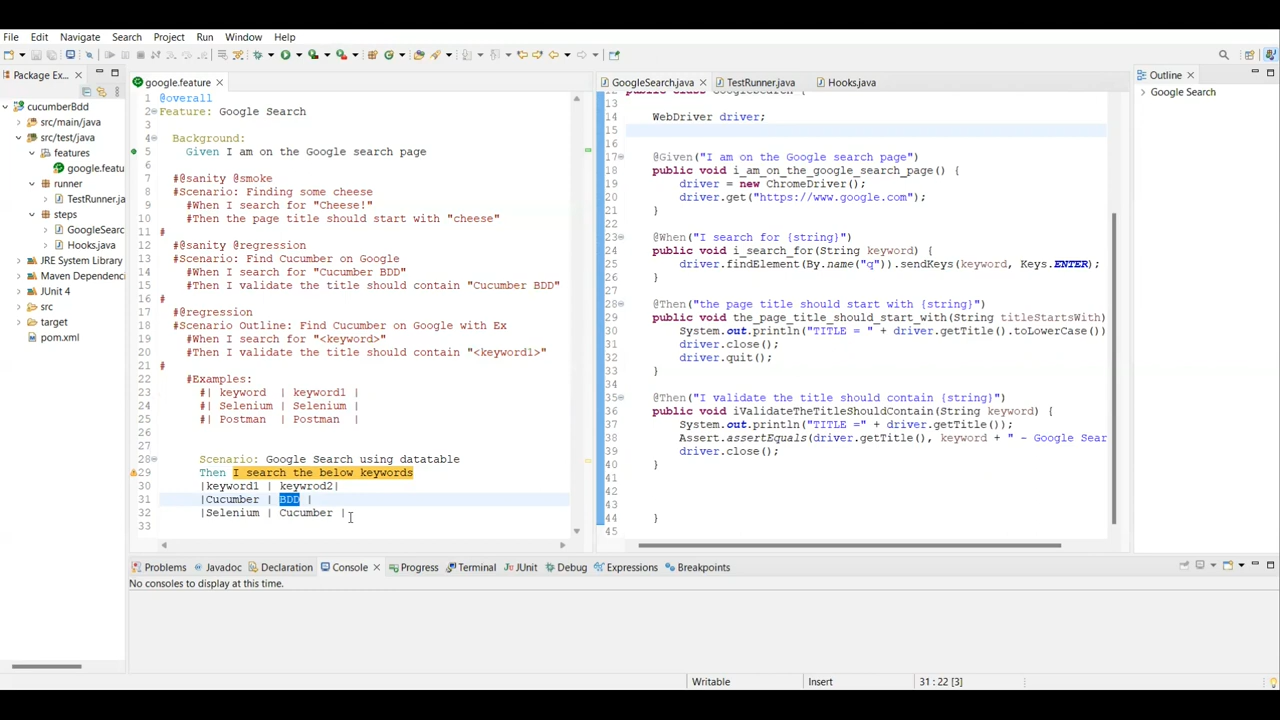 File Edit Navigate Search Project Run Window Help
Package Ex...
cucumberBdd
src/main/java
src/test/java
features
google.featu
runner
TestRunner.ja
steps
GoogleSearc
Hooks.java
JRE System Library
Maven Dependenci
JUnit 4
src
target
pom.xml
google.feature
1 @overall
2 Feature: Google Search
3
4 Background:
5 Given I am on the Google search page
6
7 #@sanity @smoke
8 #Scenario: Finding some cheese
9 #When I search for "Cheese!"
10 #Then the page title should start with "cheese"
11 #
12 #@sanity @regression
13 #Scenario: Find Cucumber on Google
14 #When I search for "Cucumber BDD"
15 #Then I validate the title should contain "Cucumber BDD"
16 #
17 #@regression
18 #Scenario Outline: Find Cucumber on Google with Ex
19 #When I search for "<keyword>"
20 #Then I validate the title should contain "<keyword1>"
21 #
22 #Examples:
23 #| keyword | keyword1 |
24 #| Selenium | Selenium |
25 #| Postman | Postman |
26
27
28 Scenario: Google Search using datatable
29 Then I search the below keywords
30 |keyword1 | keywrod2|
31 |Cucumber | BDD |
32 |Selenium | Cucumber |
33
GoogleSearch.java TestRunner.java Hooks.java
13
14 WebDriver driver;
15
16
17 @Given("I am on the Google search page")
18 public void i_am_on_the_google_search_page() {
19 driver = new ChromeDriver();
20 driver.get("https://www.google.com");
21 }
22
23 @When("I search for {string}")
24 public void i_search_for(String keyword) {
25 driver.findElement(By.name("q")).sendKeys(keyword, Keys.ENTER);
26 }
27
28 @Then("the page title should start with {string}")
29 public void the_page_title_should_start_with(String titleStartsWith)
30 System.out.println("TITLE = " + driver.getTitle().toLowerCase())
31 driver.close();
32 driver.quit();
33 }
34
35 @Then("I validate the title should contain {string}")
36 public void iValidateTheTitleShouldContain(String keyword) {
37 System.out.println("TITLE =" + driver.getTitle());
38 Assert.assertEquals(driver.getTitle(), keyword + " - Google Sear
39 driver.close();
40 }
41
42
43
44 }
45
Outline
Google Search
Problems Javadoc Declaration Console Progress Terminal JUnit Debug Expressions Breakpoints
No consoles to display at this time.
Writable Insert 31 : 22 [3]